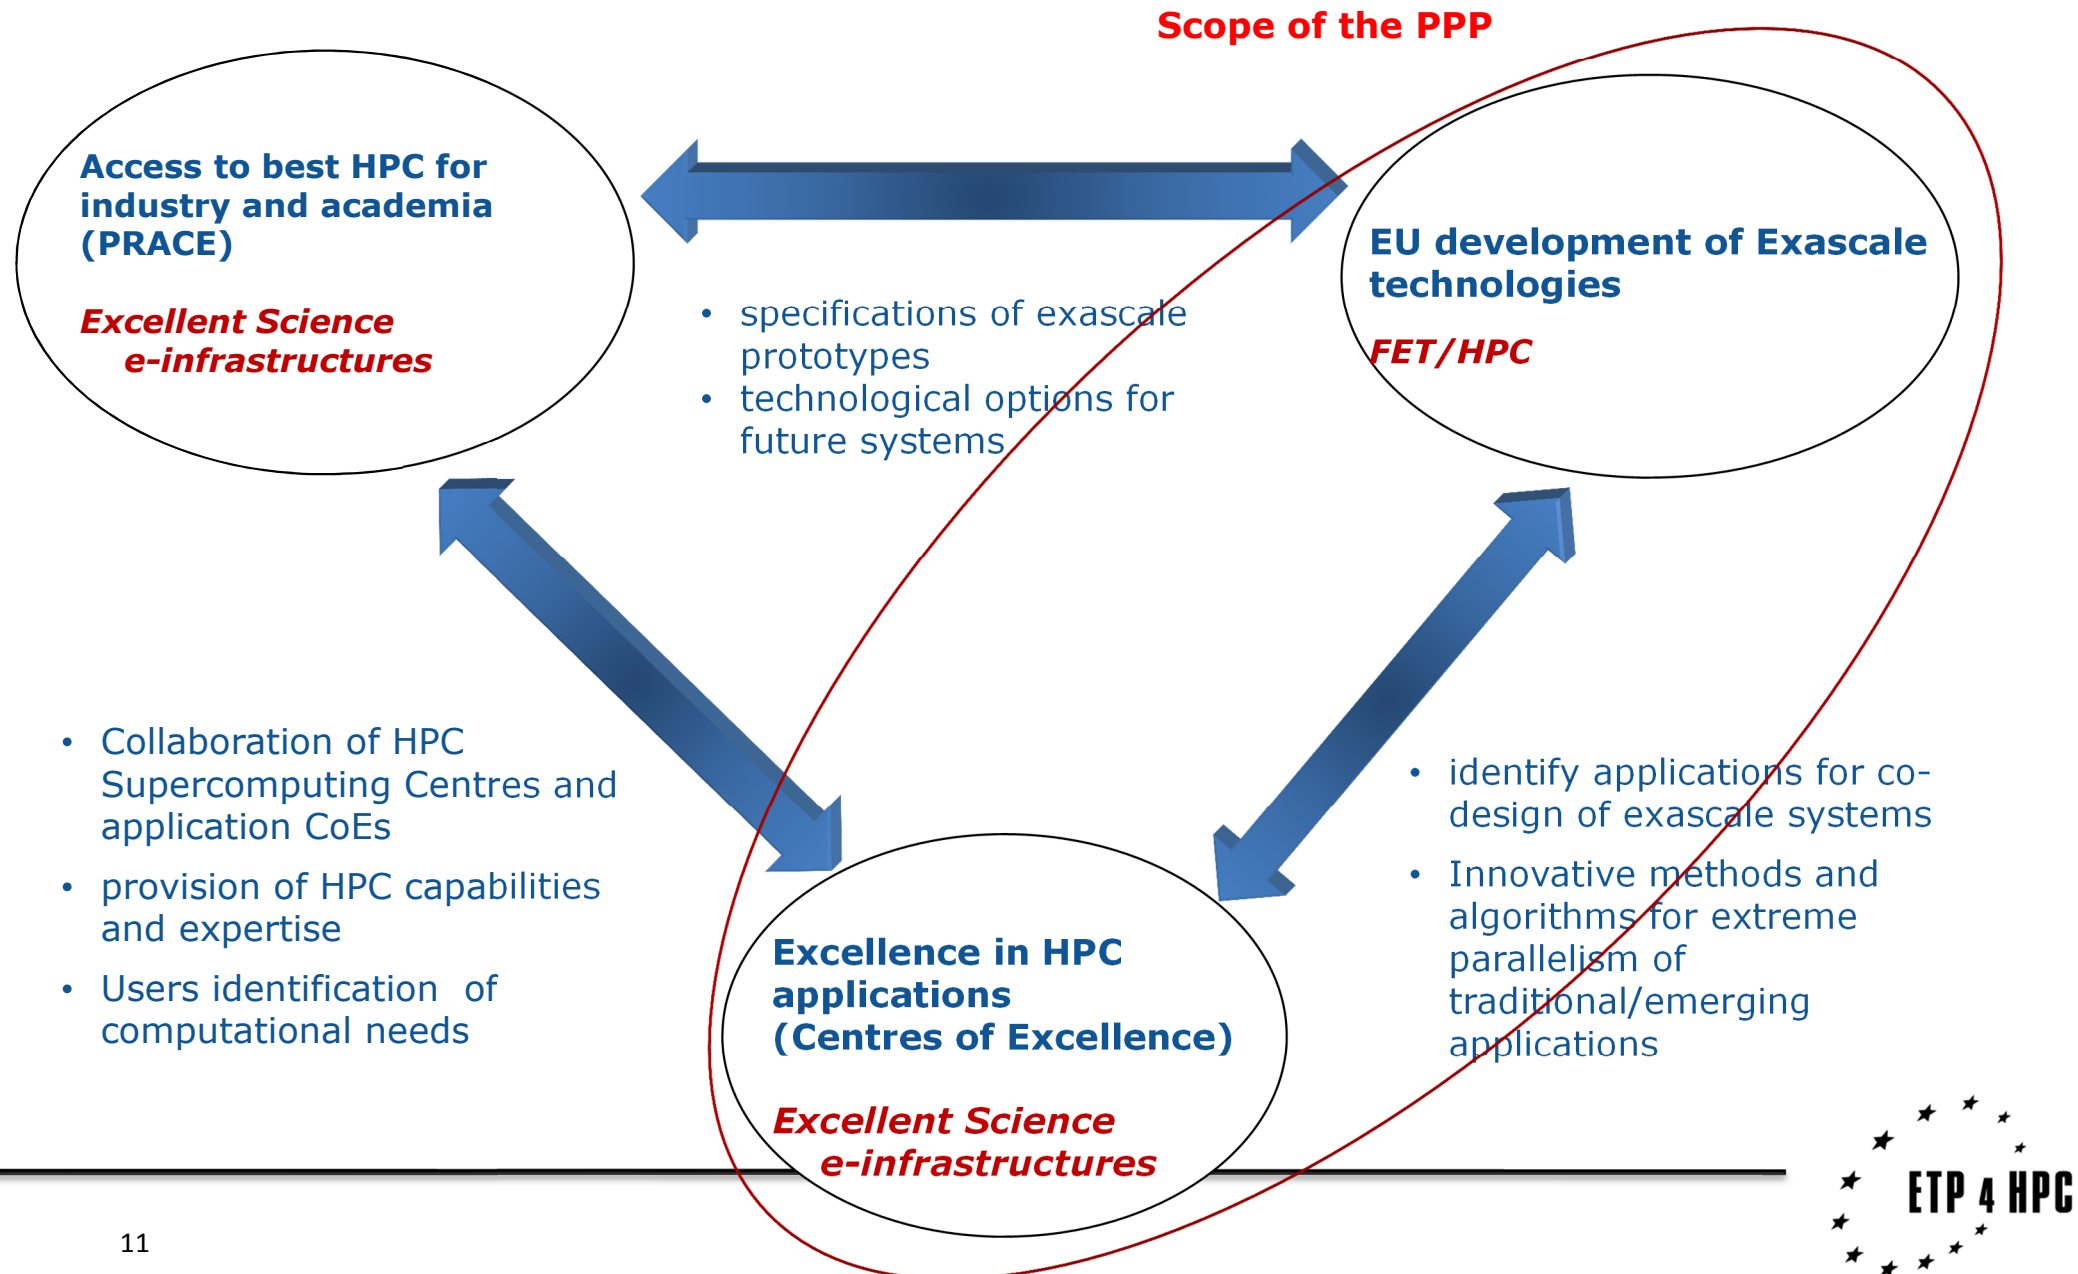 Scope of the PPP
Access to best HPC for
industry and academia
(PRACE)
Excellent Science
e-infrastructures
EU development of Exascale
technologies
FET/HPC
• specifications of exascale
prototypes
• technological options for
future systems
• Collaboration of HPC
Supercomputing Centres and
application CoEs
• provision of HPC capabilities
and expertise
• Users identification of
computational needs
• identify applications for co-
design of exascale systems
• Innovative methods and
algorithms for extreme
parallelism of
traditional/emerging
applications
Excellence in HPC
applications
(Centres of Excellence)
Excellent Science
e-infrastructures
ETP 4 HPC
11